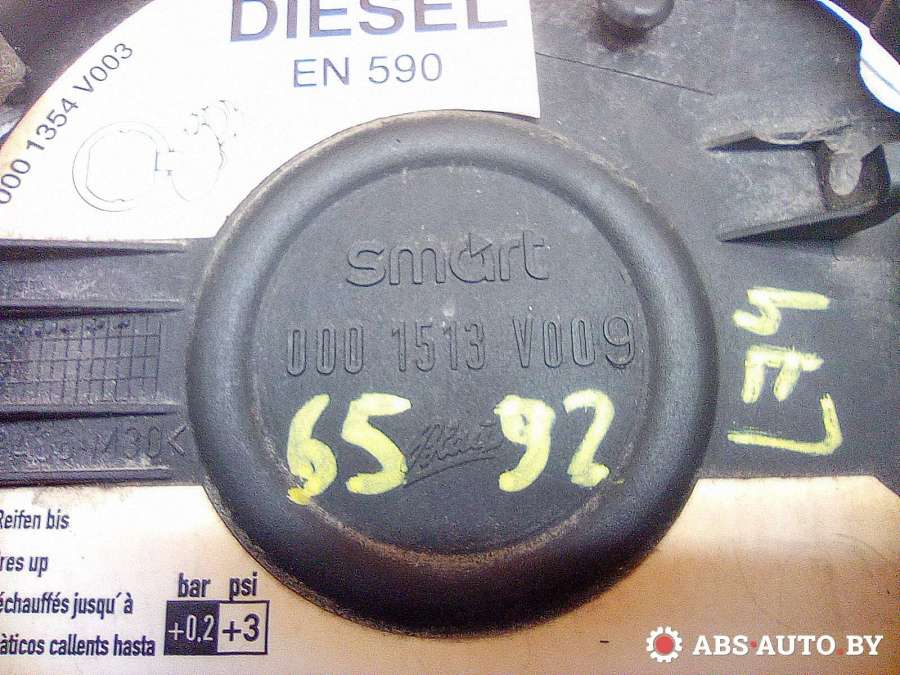 DIESEL
EN 590
000 1354 V003
smart
000 1513 V009
65 92
Reifen bis
res up
échauffés jusqu'à
àticos callents hasta
bar psi
+0,2 +3
ABS-AUTO.BY